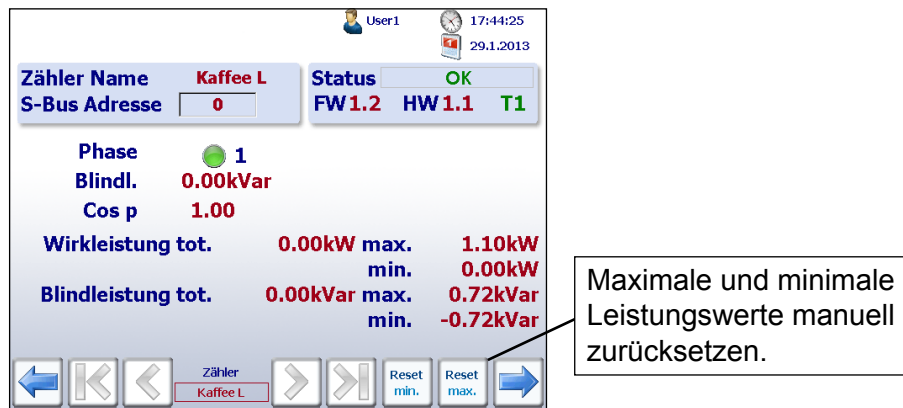 User1 17:44:25
1 29.1.2013
Zähler Name Kaffee L Status OK
S-Bus Adresse 0 FW 1.2 HW 1.1 T1
Phase 1
Blindl. 0.00kVar
Cos p 1.00
Wirkleistung tot. 0.00kW max. 1.10kW
min. 0.00kW
Blindleistung tot. 0.00kVar max. 0.72kVar
min. -0.72kVar
Zähler
Kaffee L
Reset
min.
Reset
max.
Maximale und minimale
Leistungswerte manuell
zurücksetzen.